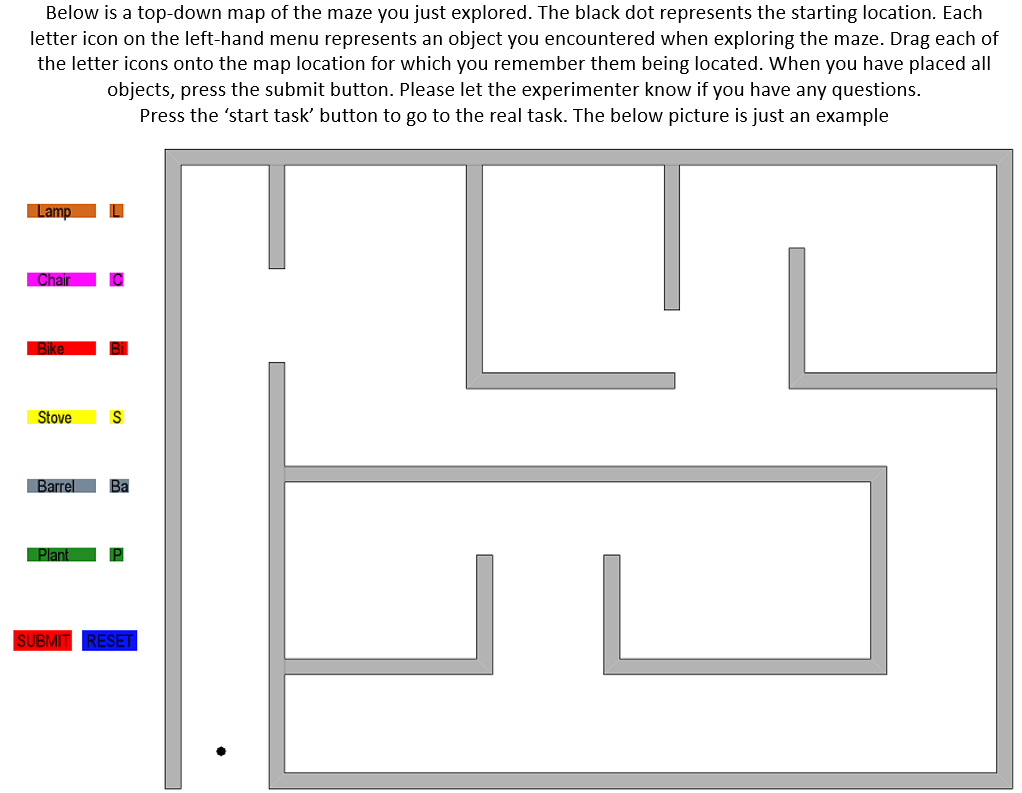 Below is a top-down map of the maze you just explored. The black dot represents the starting location. Each
letter icon on the left-hand menu represents an object you encountered when exploring the maze. Drag each of
the letter icons onto the map location for which you remember them being located. When you have placed all
objects, press the submit button. Please let the experimenter know if you have any questions.
Press the ‘start task’ button to go to the real task. The below picture is just an example
Lamp L
Chair C
Bike Bi
Stove S
Barrel Ba
Plant P
SUBMIT RESET